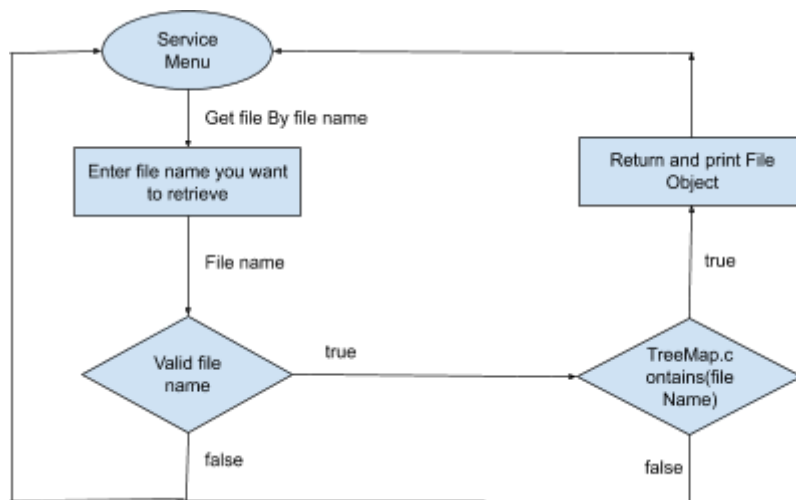 Service
Menu
Get file By file name
Enter file name you want
to retrieve
Return and print File
Object
File name
true
Valid file
name
true
TreeMap.c
ontains(file
Name)
false
false